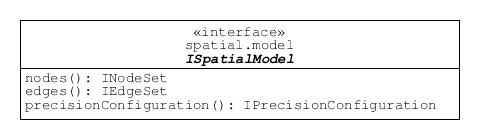 «interface»
spatial.model
ISpatialModel
nodes(): INodeSet
edges(): IEdgeSet
precisionConfiguration(): IPrecisionConfiguration